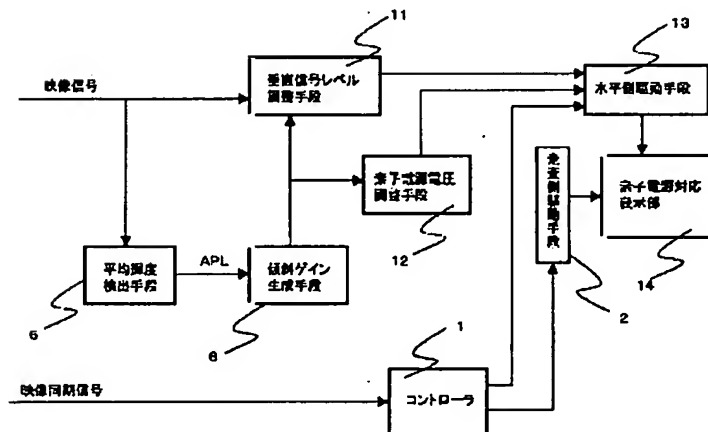 11
13
映像信号
垂直信号レベル
調整手段
水平側駆動手段
素子電源電圧
調整手段
走査側駆動手段
素子電源対応
表示部
12
平均輝度
検出手段
APL
傾斜ゲイン
生成手段
2
14
1
映像同期信号
コントローラ